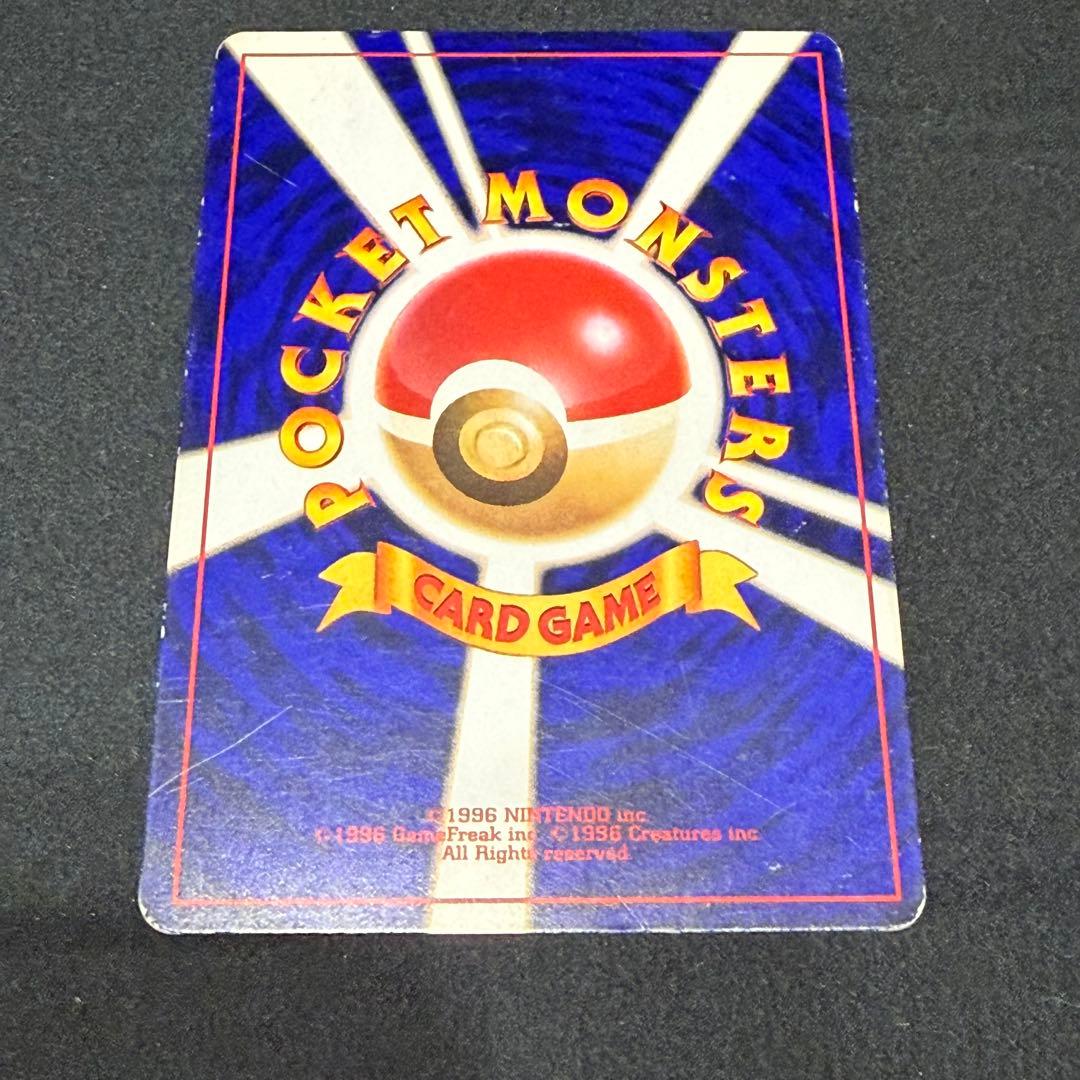 POCKET MONSTERS
CARD GAME
©1996 NINTENDO inc.
©1996 GameFreak inc. ©1996 Creatures inc.
All Rights reserved.